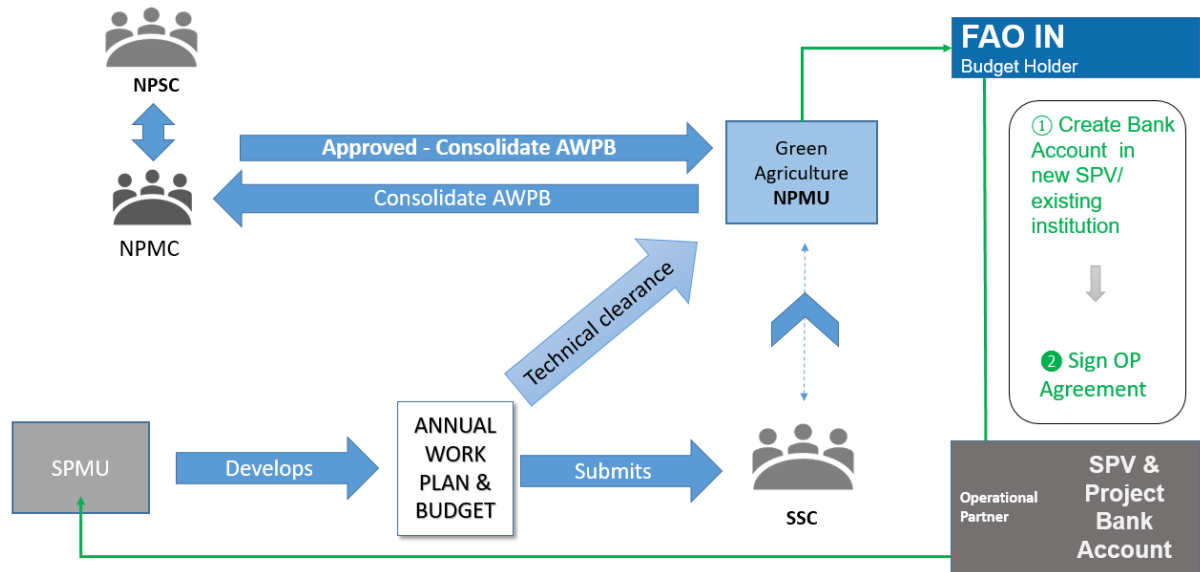 NPSC
NPMC
Approved - Consolidate AWPB
Consolidate AWPB
Green
Agriculture
NPMU
FAO IN
Budget Holder
① Create Bank
Account in
new SPV/
existing
institution
❷ Sign OP
Agreement
Technical clearance
SPMU
Develops
ANNUAL
WORK
PLAN &
BUDGET
Submits
SSC
Operational
Partner
SPV &
Project
Bank
Account